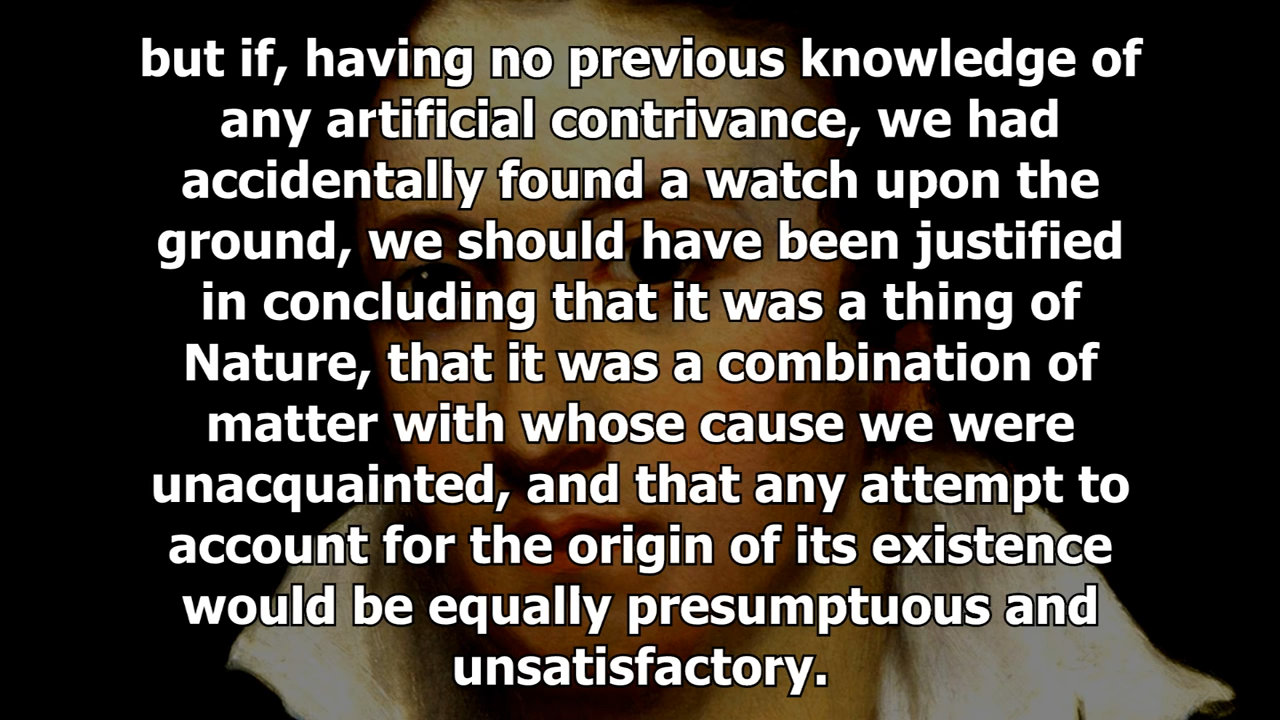 but if, having no previous knowledge of
any artificial contrivance, we had
accidentally found a watch upon the
ground, we should have been justified
in concluding that it was a thing of
Nature, that it was a combination of
matter with whose cause we were
unacquainted, and that any attempt to
account for the origin of its existence
would be equally presumptuous and
unsatisfactory.